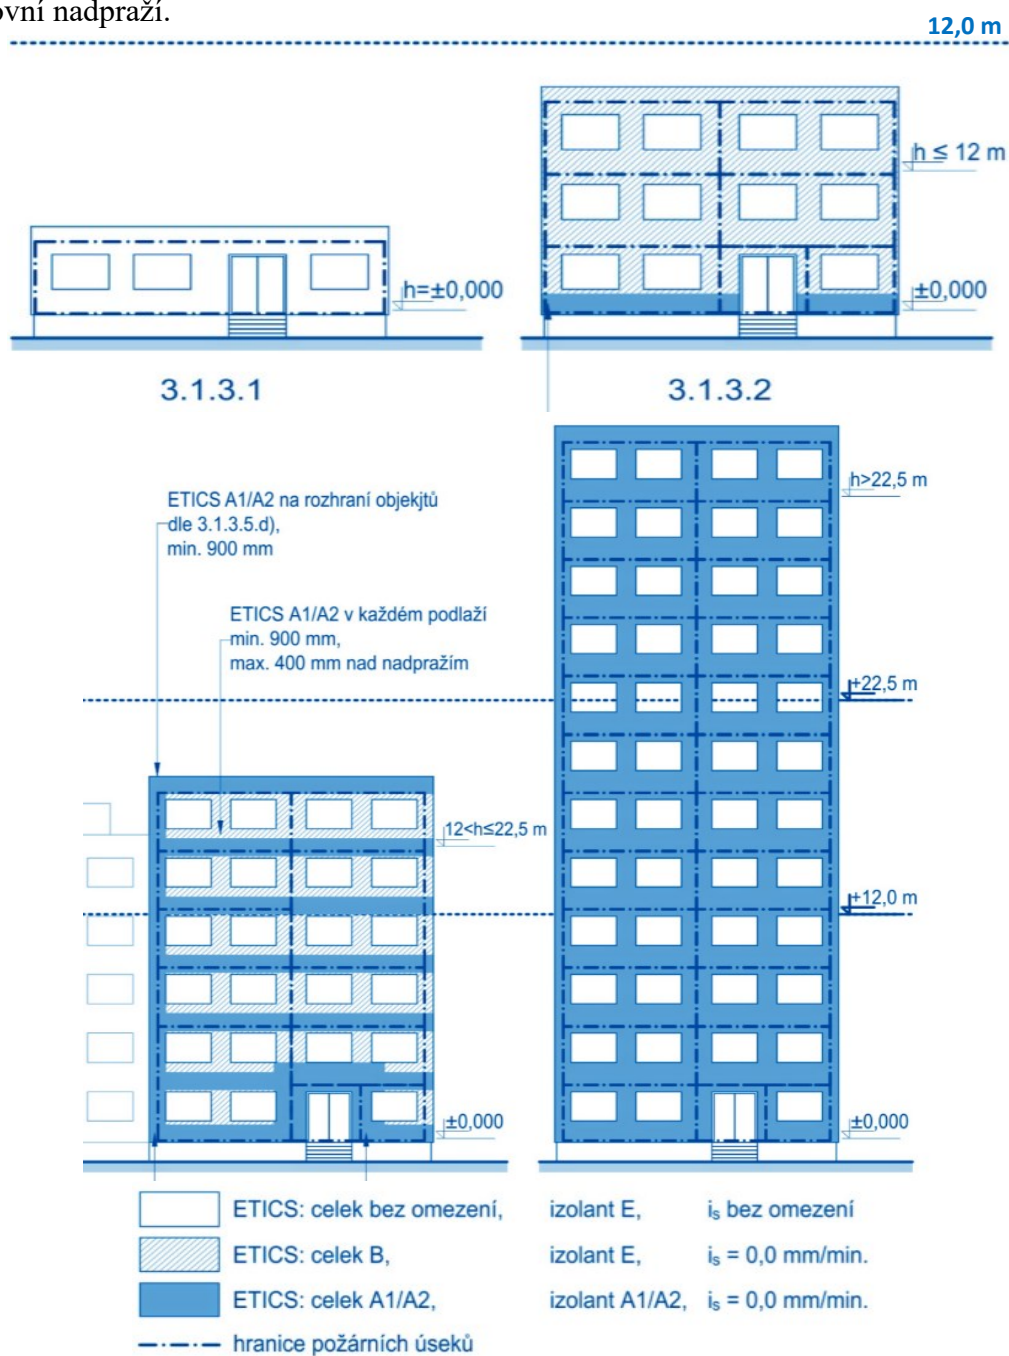 ovní nadpraží.
12,0 m
h ≤ 12 m
h=±0,000
±0,000
3.1.3.1
3.1.3.2
ETICS A1/A2 na rozhraní objekjtů
dle 3.1.3.5.d),
min. 900 mm
h>22,5 m
ETICS A1/A2 v každém podlaží
min. 900 mm,
max. 400 mm nad nadpražím
+22,5 m
12<h≤22,5 m
+12,0 m
±0,000
±0,000
ETICS: celek bez omezení, izolant E, is bez omezení
ETICS: celek B, izolant E, is = 0,0 mm/min.
ETICS: celek A1/A2, izolant A1/A2, is = 0,0 mm/min.
hranice požárních úseků